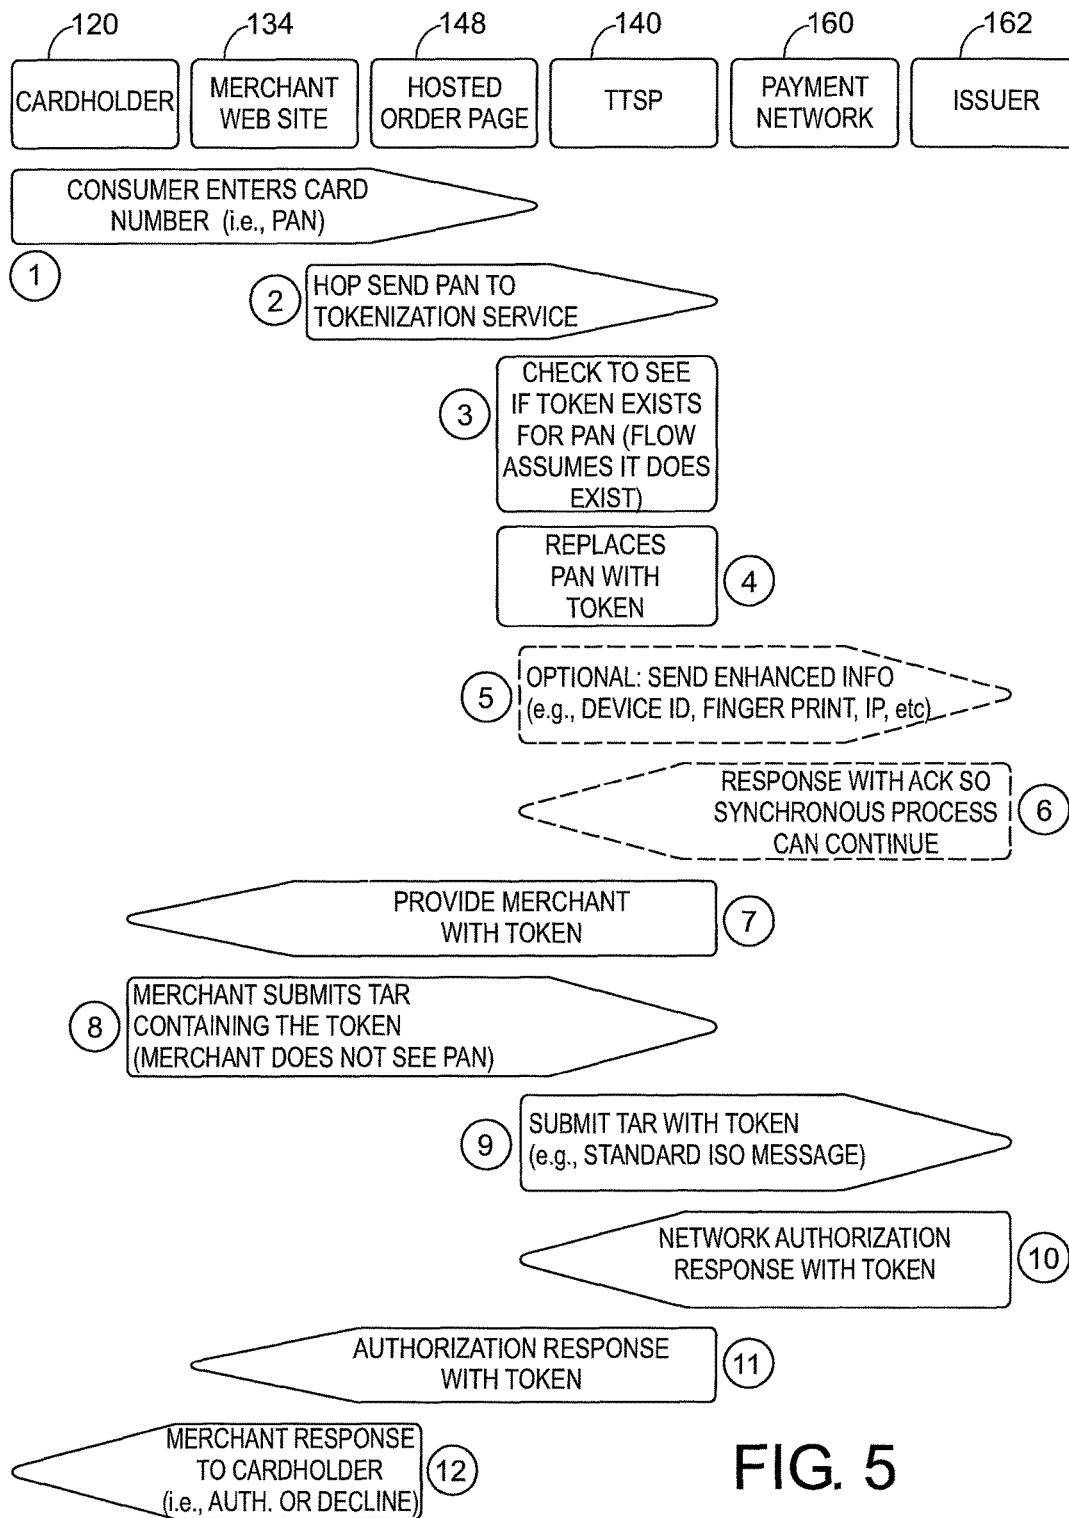 120
134
148
140
160
162
CARDHOLDER
MERCHANT
WEB SITE
HOSTED
ORDER PAGE
TTSP
PAYMENT
NETWORK
ISSUER
CONSUMER ENTERS CARD
NUMBER (i.e., PAN)
1
2
HOP SEND PAN TO
TOKENIZATION SERVICE
3
CHECK TO SEE
IF TOKEN EXISTS
FOR PAN (FLOW
ASSUMES IT DOES
EXIST)
REPLACES
PAN WITH
TOKEN
4
5
OPTIONAL: SEND ENHANCED INFO
(e.g., DEVICE ID, FINGER PRINT, IP, etc)
RESPONSE WITH ACK SO
SYNCHRONOUS PROCESS
CAN CONTINUE
6
PROVIDE MERCHANT
WITH TOKEN
7
8
MERCHANT SUBMITS TAR
CONTAINING THE TOKEN
(MERCHANT DOES NOT SEE PAN)
9
SUBMIT TAR WITH TOKEN
(e.g., STANDARD ISO MESSAGE)
NETWORK AUTHORIZATION
RESPONSE WITH TOKEN
10
AUTHORIZATION RESPONSE
WITH TOKEN
11
MERCHANT RESPONSE
TO CARDHOLDER
(i.e., AUTH. OR DECLINE)
12
FIG. 5